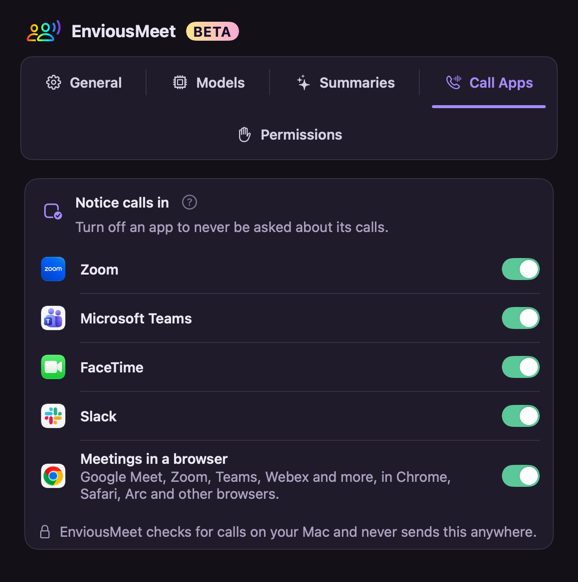 EnviousMeet BETA
General
Models
Summaries
Call Apps
Permissions
Notice calls in ?
Turn off an app to never be asked about its calls.
zoom Zoom
T Microsoft Teams
FaceTime
Slack
Meetings in a browser
Google Meet, Zoom, Teams, Webex and more, in Chrome,
Safari, Arc and other browsers.
EnviousMeet checks for calls on your Mac and never sends this anywhere.